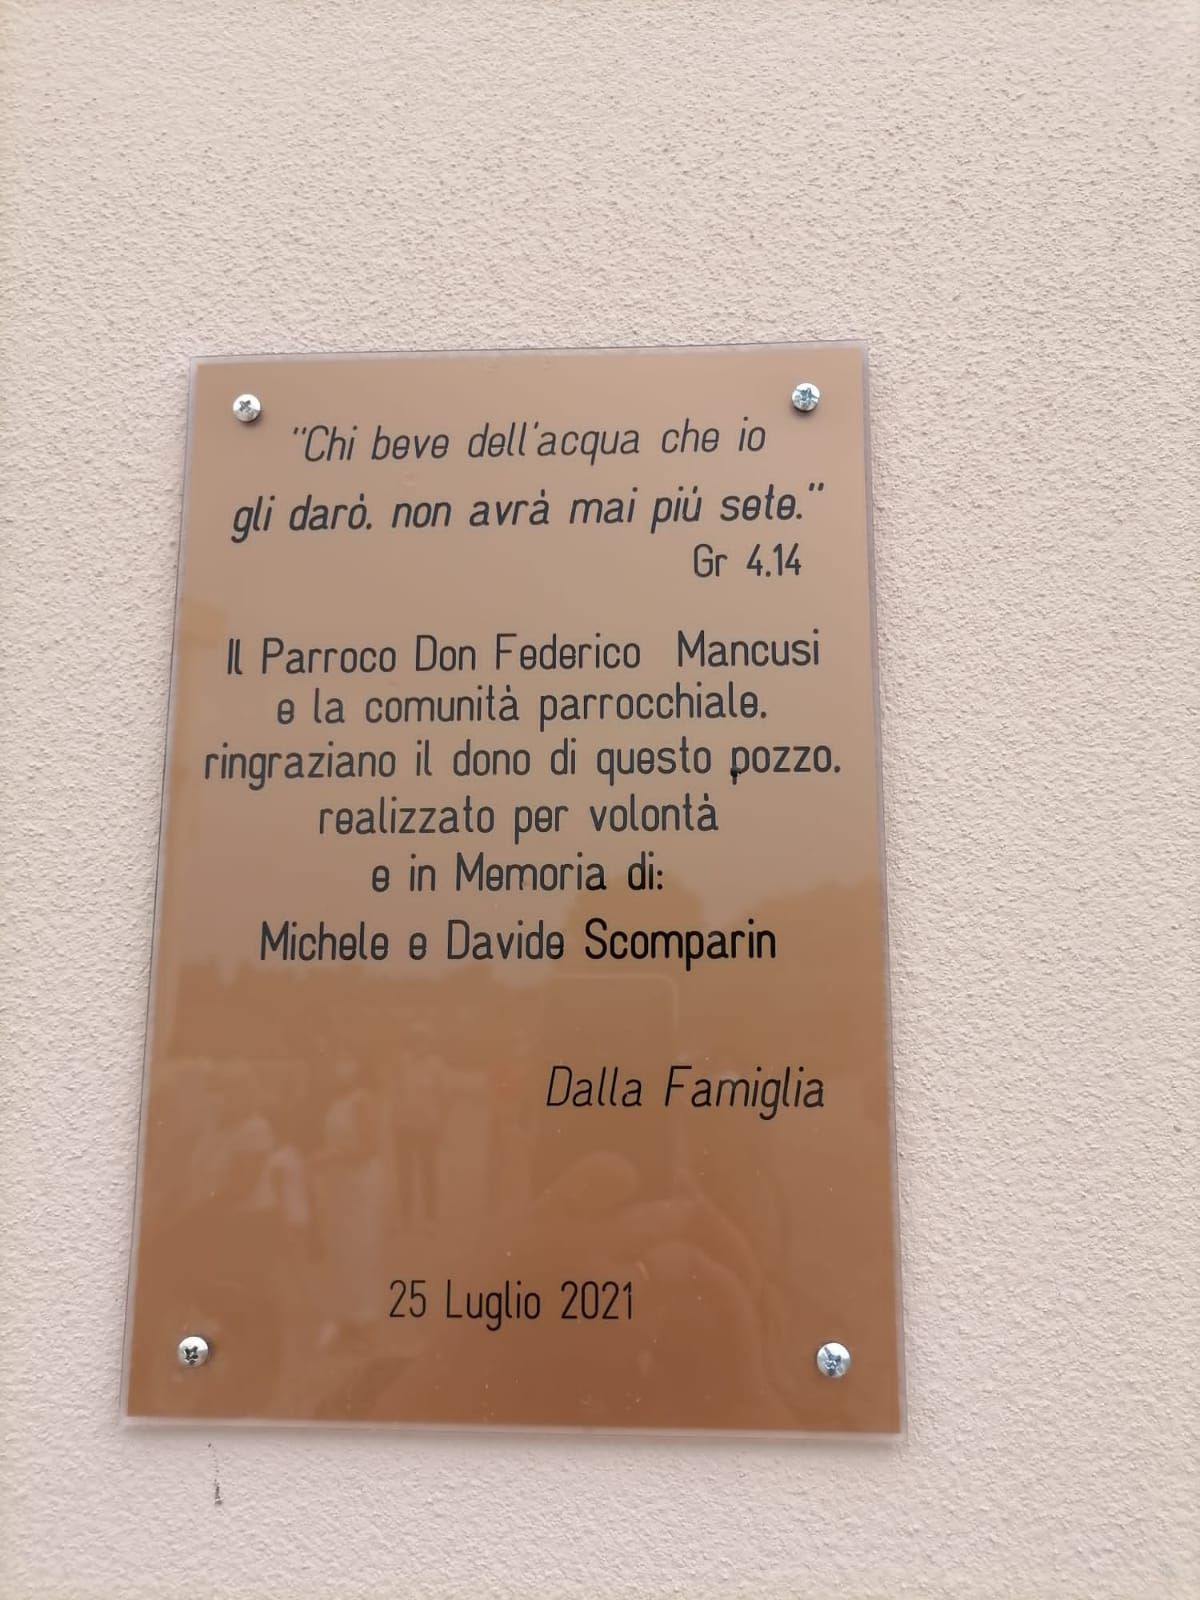 "Chi beve dell'acqua che io
gli darò, non avrà mai più sete."
Gr 4.14
Il Parroco Don Federico Mancusi
e la comunità parrocchiale,
ringraziano il dono di questo pozzo,
realizzato per volontà
e in Memoria di:
Michele e Davide Scomparin
Dalla Famiglia
25 Luglio 2021